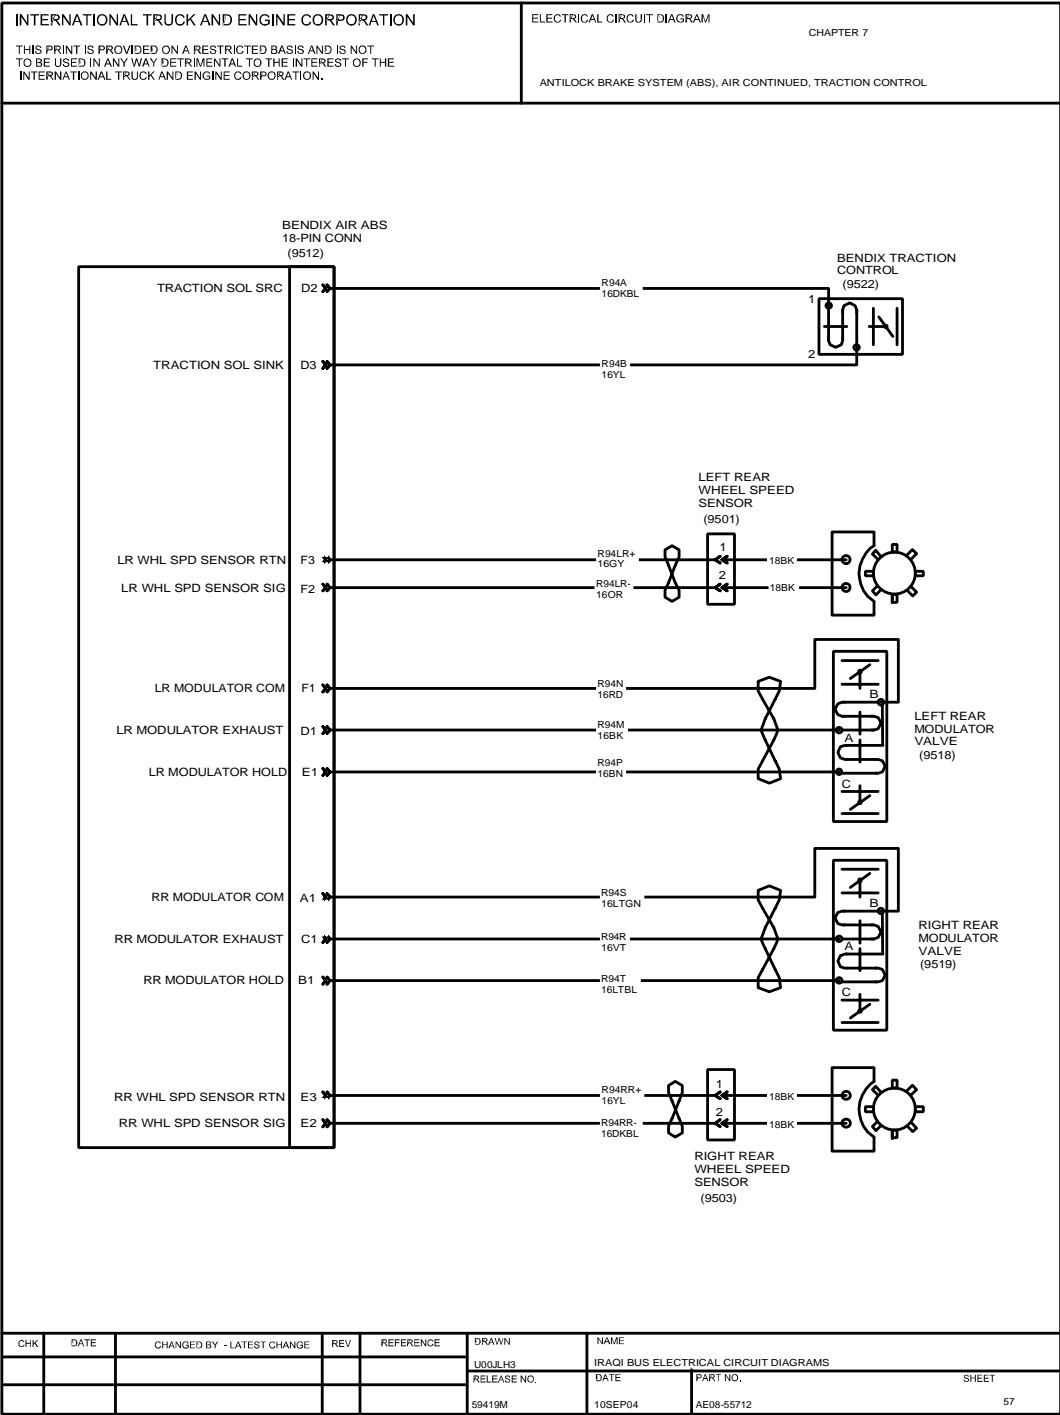 INTERNATIONAL TRUCK AND ENGINE CORPORATION
THIS PRINT IS PROVIDED ON A RESTRICTED BASIS AND IS NOT
TO BE USED IN ANY WAY DETRIMENTAL TO THE INTEREST OF THE
INTERNATIONAL TRUCK AND ENGINE CORPORATION.
ELECTRICAL CIRCUIT DIAGRAM
CHAPTER 7
ANTILOCK BRAKE SYSTEM (ABS), AIR CONTINUED, TRACTION CONTROL
BENDIX AIR ABS
18-PIN CONN
(9512)
BENDIX TRACTION
CONTROL
(9522)
TRACTION SOL SRC D2
R94A
16DKBL
1
2
TRACTION SOL SINK D3
R94B
16YL
LEFT REAR
WHEEL SPEED
SENSOR
(9501)
LR WHL SPD SENSOR RTN F3
R94LR+
16GY
1
18BK
LR WHL SPD SENSOR SIG F2
R94LR-
16OR
2
18BK
LR MODULATOR COM F1
R94N
16RD
B
LR MODULATOR EXHAUST D1
R94M
16BK
A
LR MODULATOR HOLD E1
R94P
16BN
C
LEFT REAR
MODULATOR
VALVE
(9518)
RR MODULATOR COM A1
R94S
16LTGN
B
RR MODULATOR EXHAUST C1
R94R
16VT
A
RR MODULATOR HOLD B1
R94T
16LTBL
C
RIGHT REAR
MODULATOR
VALVE
(9519)
RR WHL SPD SENSOR RTN E3
R94RR+
16YL
1
18BK
RR WHL SPD SENSOR SIG E2
R94RR-
16DKBL
2
18BK
RIGHT REAR
WHEEL SPEED
SENSOR
(9503)
CHK DATE CHANGED BY - LATEST CHANGE REV REFERENCE
DRAWN
U00JLH3
NAME
IRAQI BUS ELECTRICAL CIRCUIT DIAGRAMS
RELEASE NO.
59419M
DATE
10SEP04
PART NO.
AE08-55712
SHEET
57